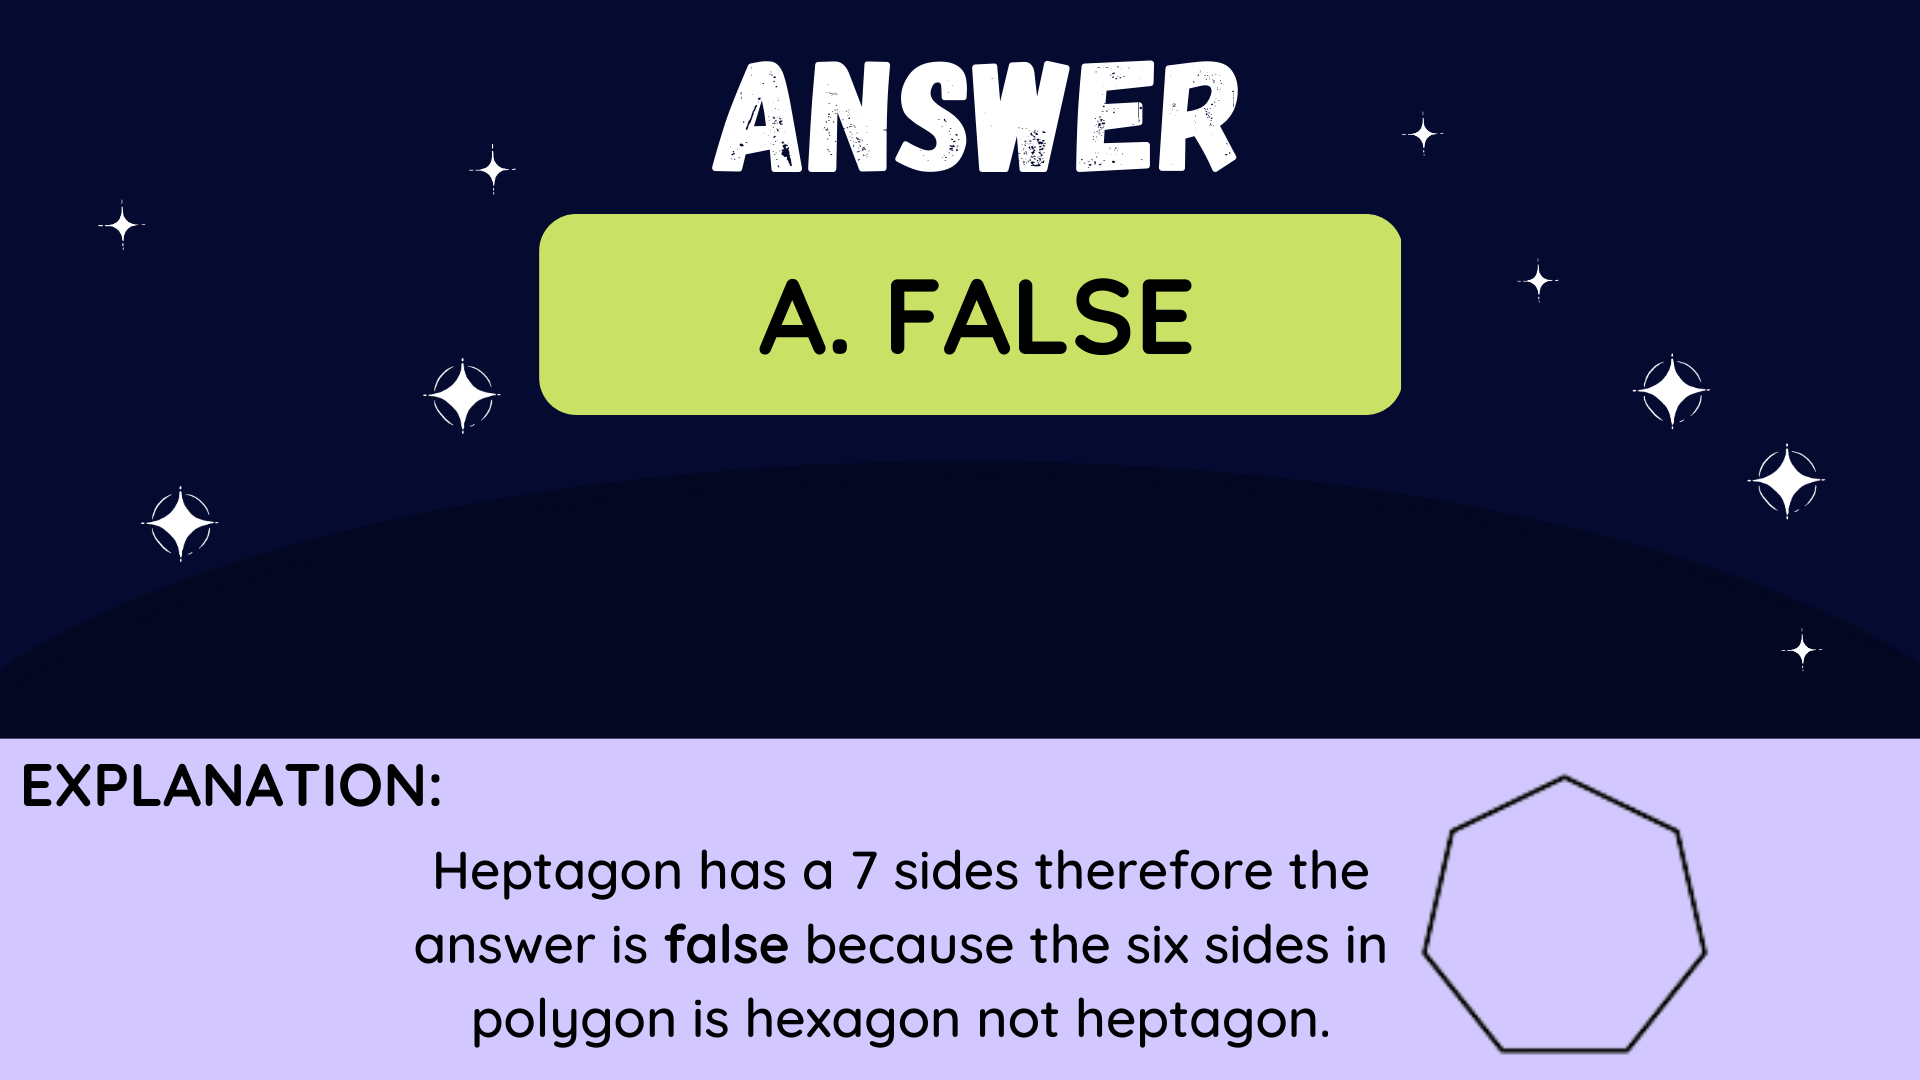 ANSWER
A. FALSE
EXPLANATION:
Heptagon has a 7 sides therefore the
answer is false because the six sides in
polygon is hexagon not heptagon.